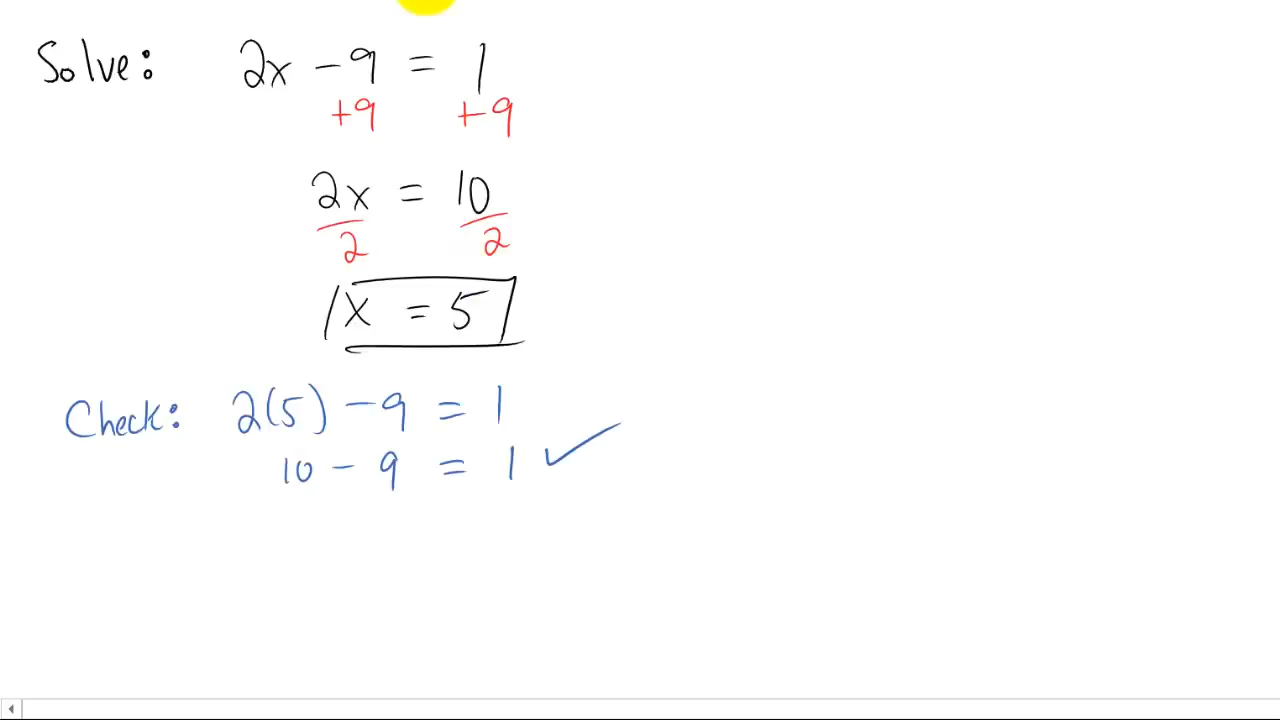 Solve: 2x - 9 = 1
+9 +9
2x = 10
2 2
x = 5
Check: 2(5) - 9 = 1
10 - 9 = 1 ✓